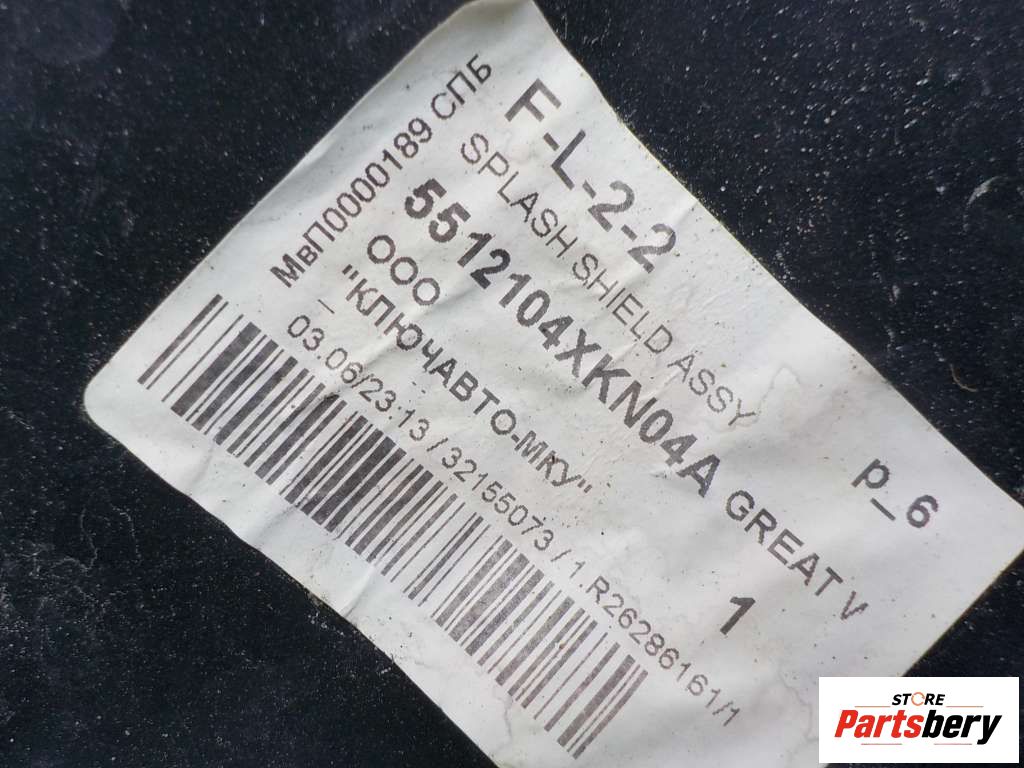 F-L-2-2
МвП0000189 СПБ
SPLASH SHIELD ASSY
p_6
5512104XKN04A GREAT V
ООО
"КЛЮЧАВТО-МКУ"
1
03.06/23:13 / 32155073 / 1.R26286161/1
STORE
Partsbery